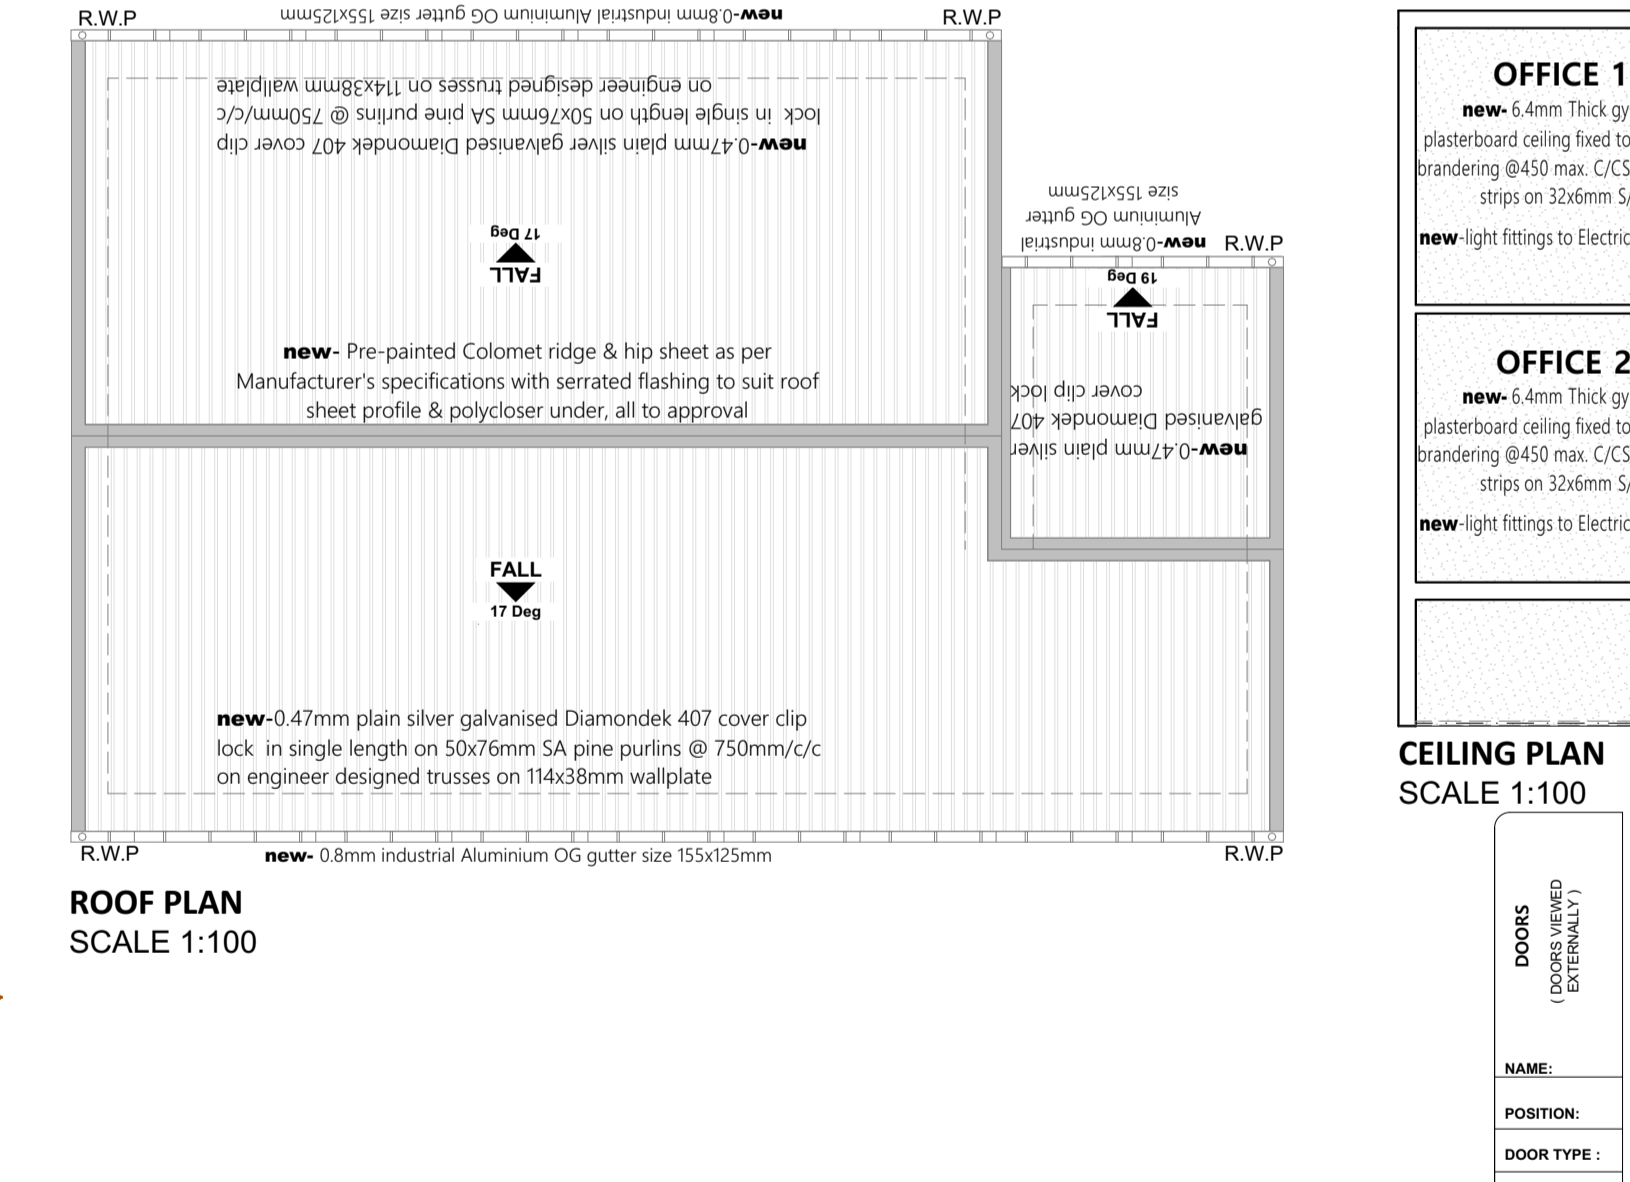 R.W.P
new-0.8mm industrial Aluminium OG gutter size 155x125mm
R.W.P
new-0.47mm plain silver galvanised Diamondek 407 cover clip
lock in single length on 50x76mm SA pine purlins @ 750mm/c/c
on engineer designed trusses on 114x38mm wallplate
FALL
17 Deg
new- Pre-painted Colomet ridge & hip sheet as per
Manufacturer's specifications with serrated flashing to suit roof
sheet profile & polycloser under, all to approval
new-0.8mm industrial
Aluminium OG gutter
size 155x125mm
R.W.P
FALL
19 Deg
new-0.47mm plain silver
galvanised Diamondek 407
cover clip lock
FALL
17 Deg
new-0.47mm plain silver galvanised Diamondek 407 cover clip
lock in single length on 50x76mm SA pine purlins @ 750mm/c/c
on engineer designed trusses on 114x38mm wallplate
R.W.P
new- 0.8mm industrial Aluminium OG gutter size 155x125mm
R.W.P
ROOF PLAN
SCALE 1:100
OFFICE 1
new- 6.4mm Thick gy
plasterboard ceiling fixed to
brandering @450 max. C/CS
strips on 32x6mm S/
new-light fittings to Electric
OFFICE 2
new- 6.4mm Thick gy
plasterboard ceiling fixed to
brandering @450 max. C/CS
strips on 32x6mm S/
new-light fittings to Electric
CEILING PLAN
SCALE 1:100
DOORS
( DOORS VIEWED
EXTERNALLY )
NAME:
POSITION:
DOOR TYPE :